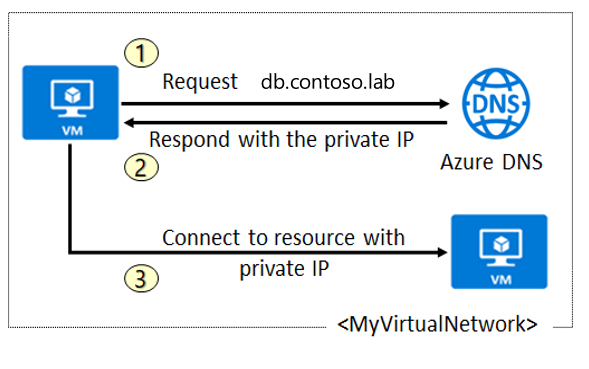 1
Request db.contoso.lab
VM
DNS
Respond with the private IP
2
Azure DNS
Connect to resource with
private IP
3
VM
<MyVirtualNetwork>